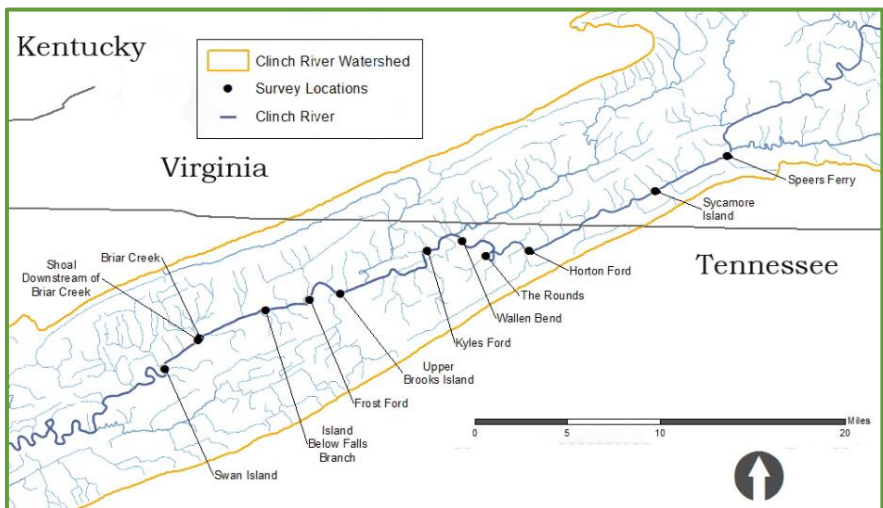 Kentucky
Clinch River Watershed
Survey Locations
Clinch River
Virginia
Speers Ferry
Sycamore
Island
Briar Creek
Shoal
Downstream of
Briar Creek
Horton Ford
Tennessee
The Rounds
Wallen Bend
Kyles Ford
Upper
Brooks Island
Frost Ford
Island
Below Falls
Branch
Swan Island
Miles
0 5 10 20